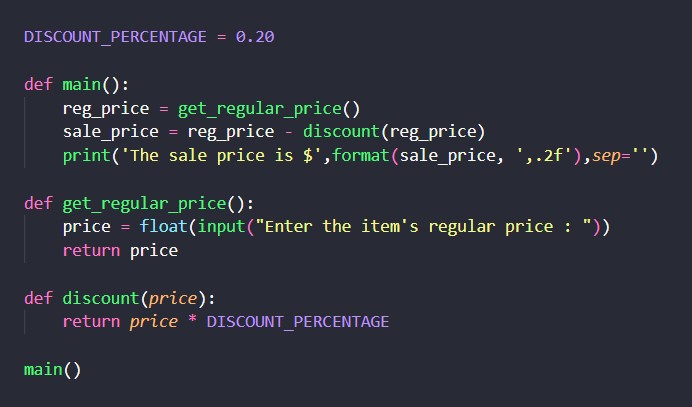 DISCOUNT_PERCENTAGE = 0.20
def main():
    reg_price = get_regular_price()
    sale_price = reg_price - discount(reg_price)
    print('The sale price is $',format(sale_price, ',.2f'),sep='')
def get_regular_price():
    price = float(input("Enter the item's regular price : "))
    return price
def discount(price):
    return price * DISCOUNT_PERCENTAGE
main()